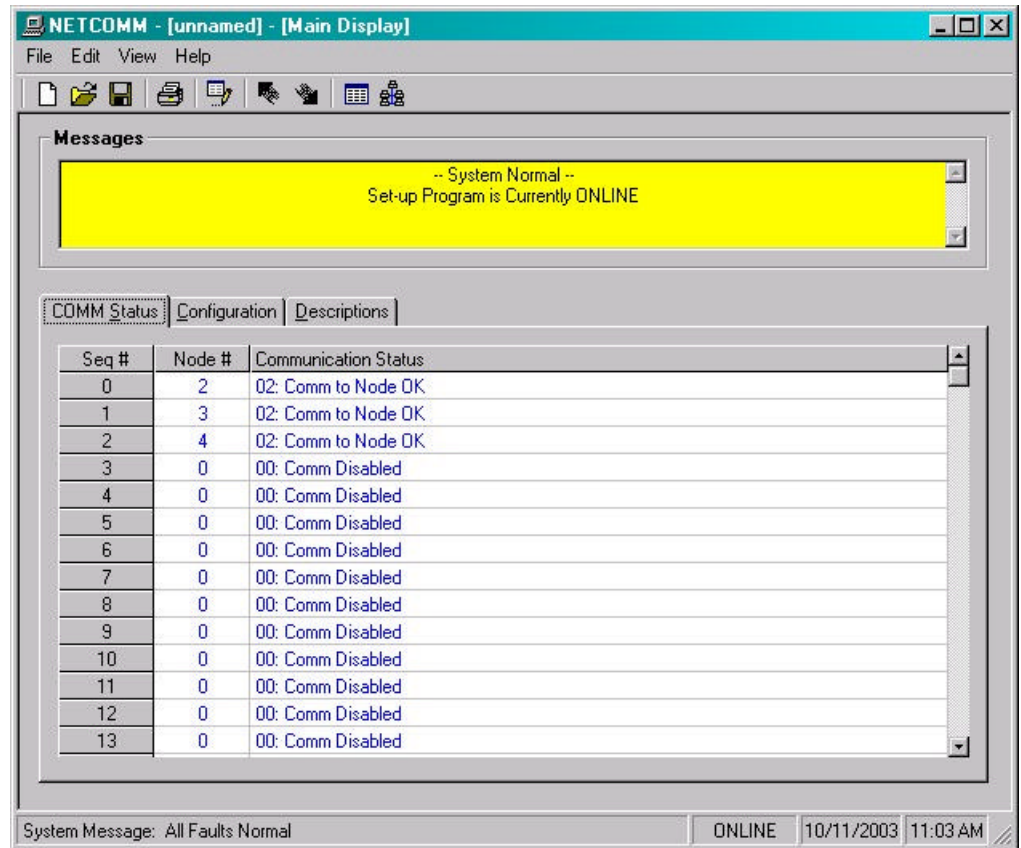 NETCOMM - [unnamed] - [Main Display]
File Edit View Help
Messages
-- System Normal --
Set-up Program is Currently ONLINE
COMM Status Configuration Descriptions
Seq # Node # Communication Status
0 2 02: Comm to Node OK
1 3 02: Comm to Node OK
2 4 02: Comm to Node OK
3 0 00: Comm Disabled
4 0 00: Comm Disabled
5 0 00: Comm Disabled
6 0 00: Comm Disabled
7 0 00: Comm Disabled
8 0 00: Comm Disabled
9 0 00: Comm Disabled
10 0 00: Comm Disabled
11 0 00: Comm Disabled
12 0 00: Comm Disabled
13 0 00: Comm Disabled
System Message: All Faults Normal ONLINE 10/11/2003 11:03 AM